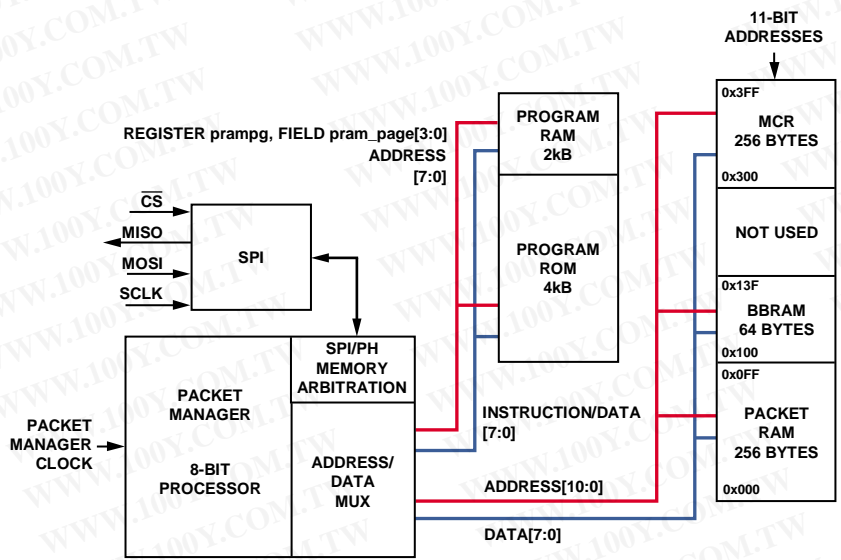 11-BIT
ADDRESSES
0x3FF
MCR
256 BYTES
0x300
NOT USED
0x13F
BBRAM
64 BYTES
0x100
0x0FF
PACKET
RAM
256 BYTES
0x000
PROGRAM
RAM
2kB
PROGRAM
ROM
4kB
REGISTER prampg, FIELD pram_page[3:0]
ADDRESS
[7:0]
CS
MISO
MOSI
SCLK
SPI
SPI/PH
MEMORY
ARBITRATION
PACKET
MANAGER
8-BIT
PROCESSOR
ADDRESS/
DATA
MUX
PACKET
MANAGER
CLOCK
INSTRUCTION/DATA
[7:0]
ADDRESS[10:0]
DATA[7:0]
WWW.100Y.COM.TW